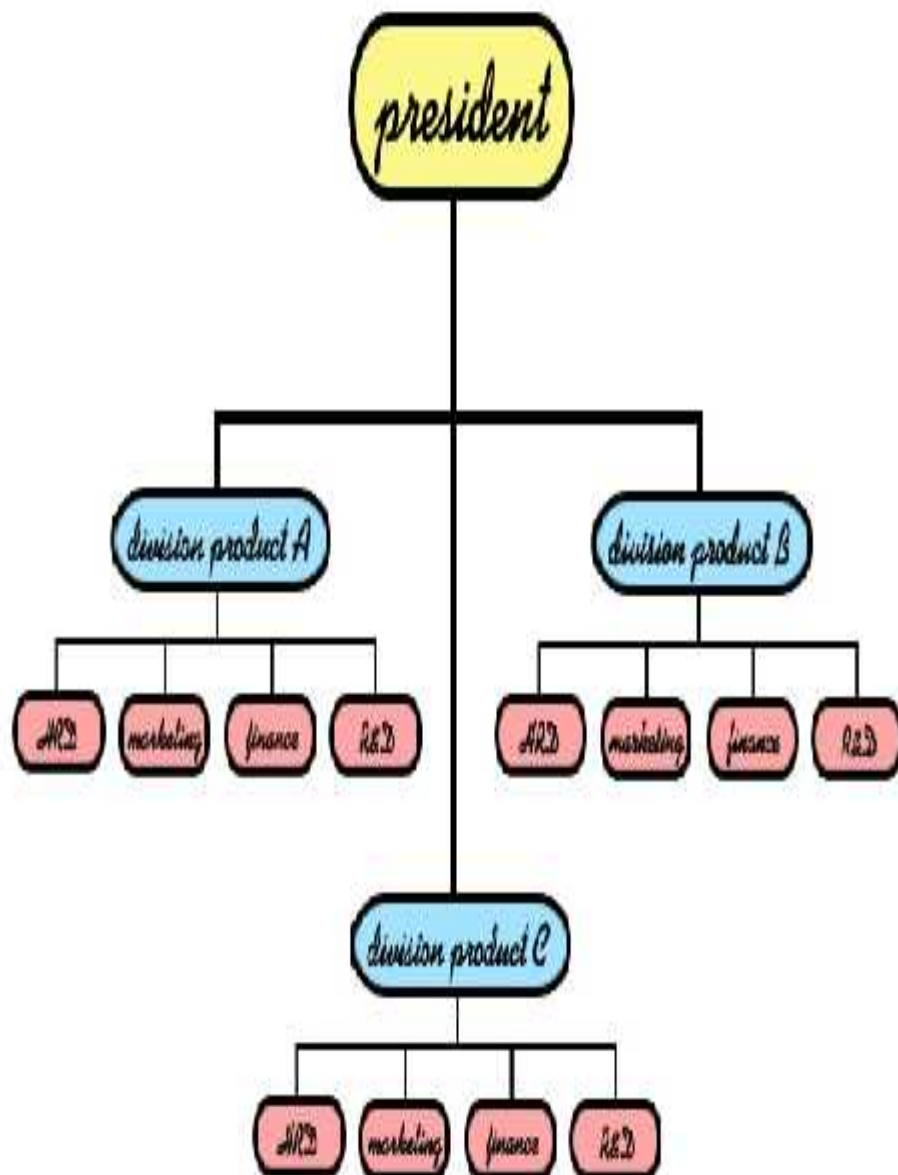 president
division product A
division product B
HRD
marketing
finance
R&D
HRD
marketing
finance
R&D
division product C
HRD
marketing
finance
R&D